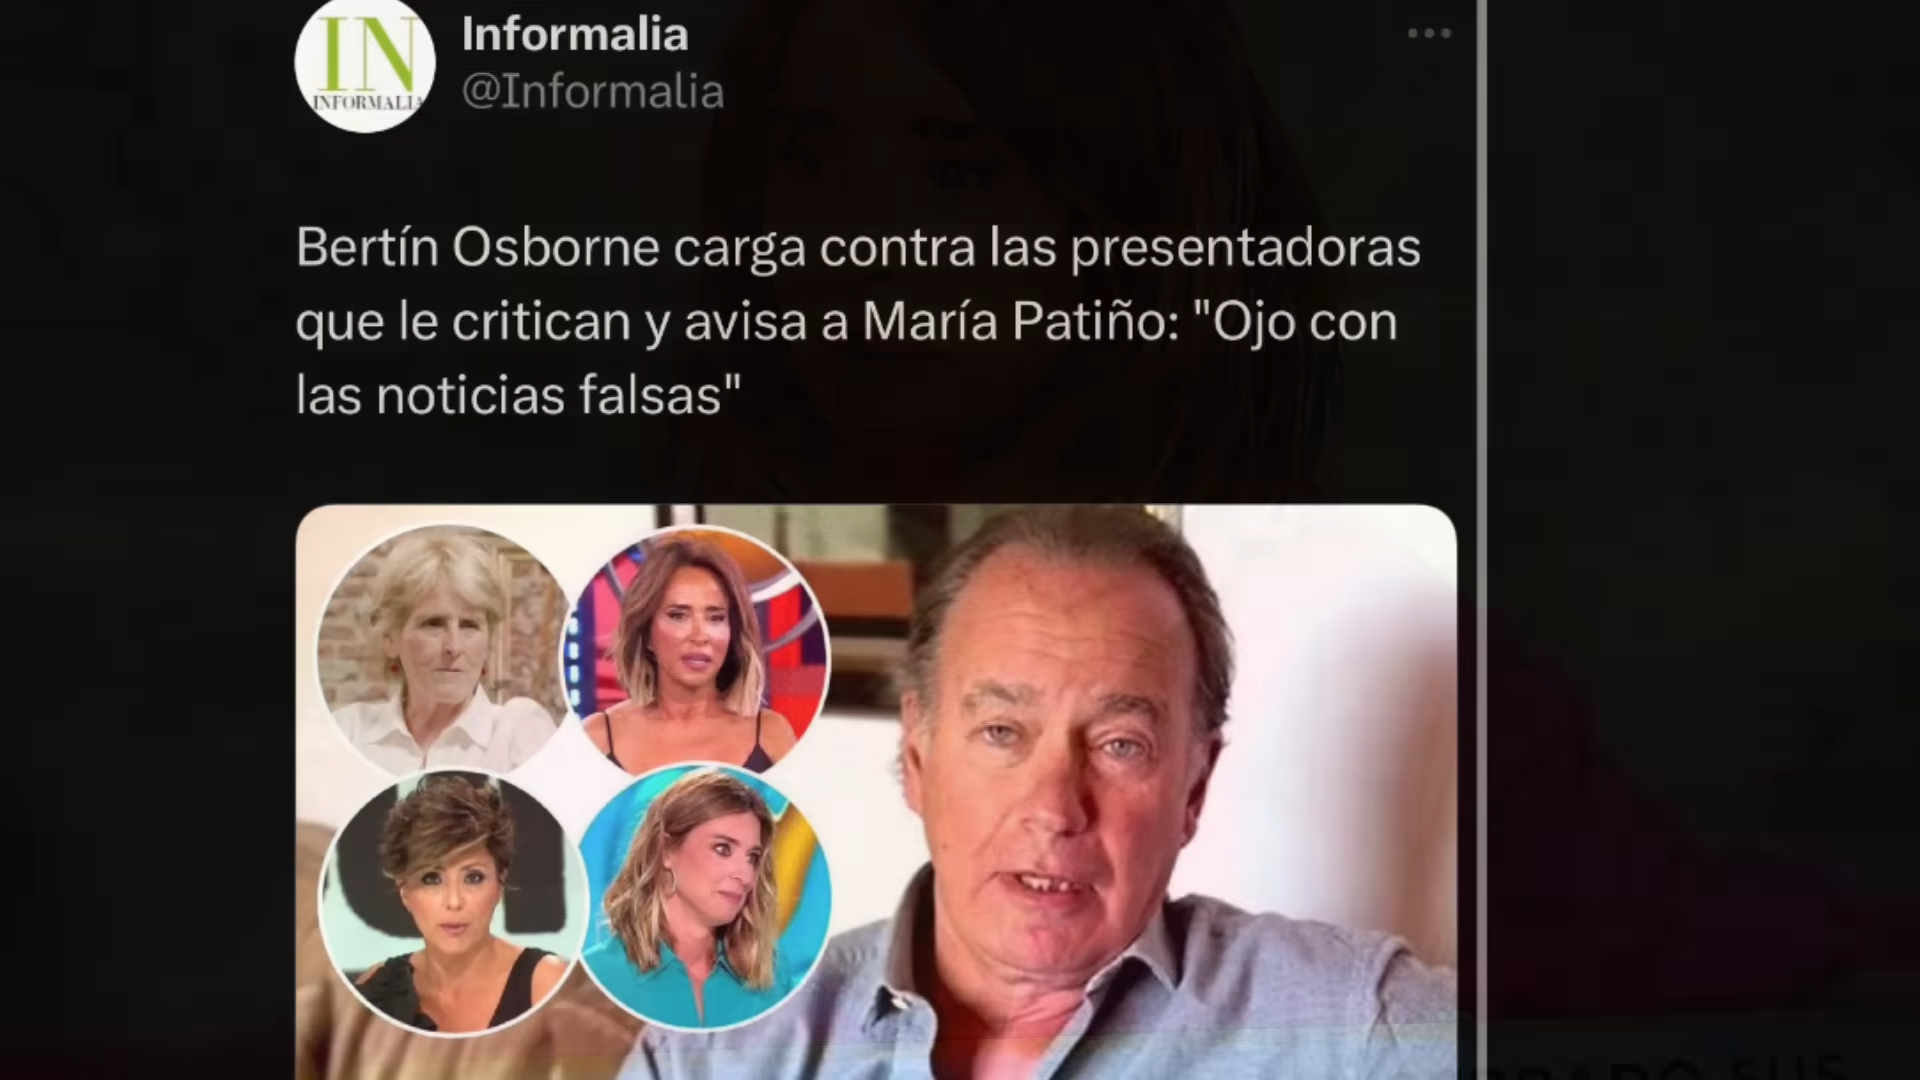 IN
INFORMALIA
Informalia
@Informalia
Bertín Osborne carga contra las presentadoras
que le critican y avisa a María Patiño: "Ojo con
las noticias falsas"